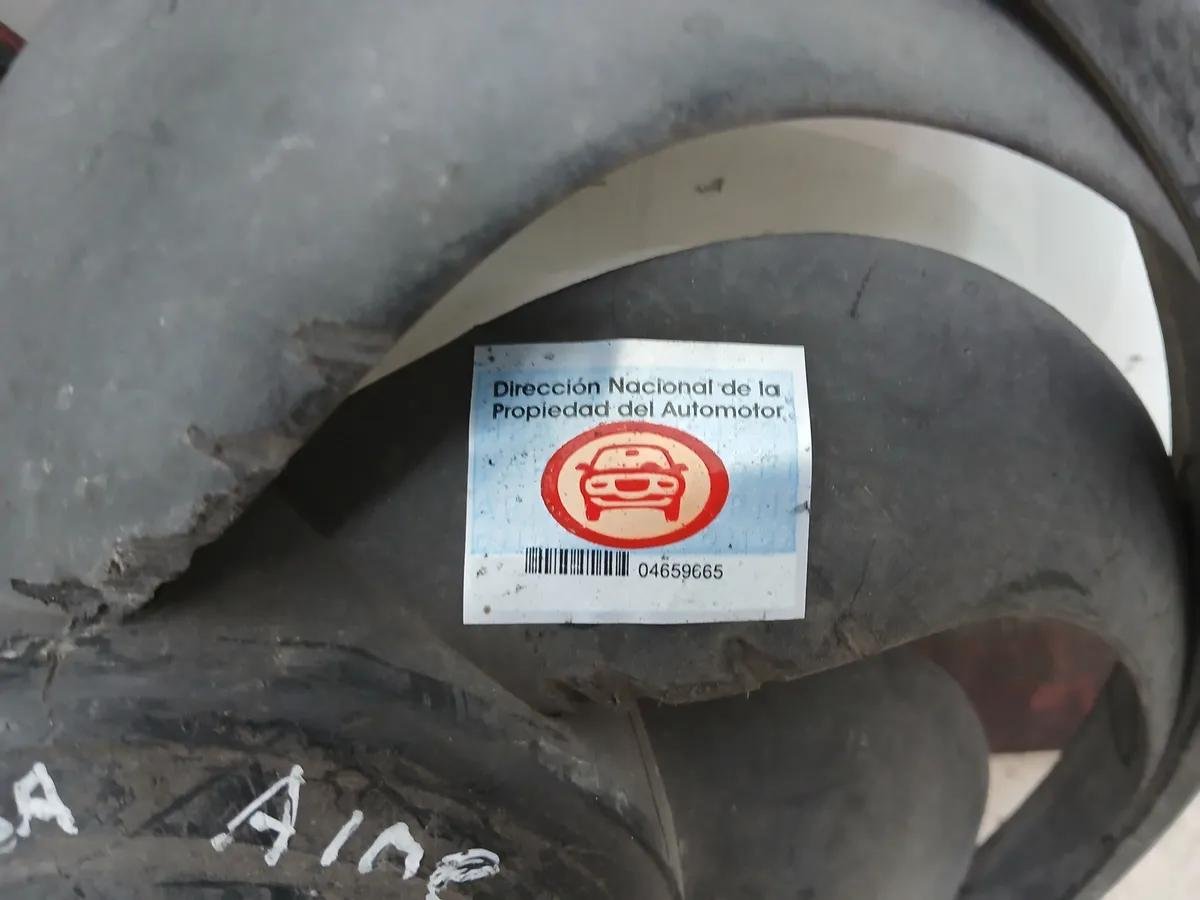 Dirección Nacional de la
Propiedad del Automotor
04659665